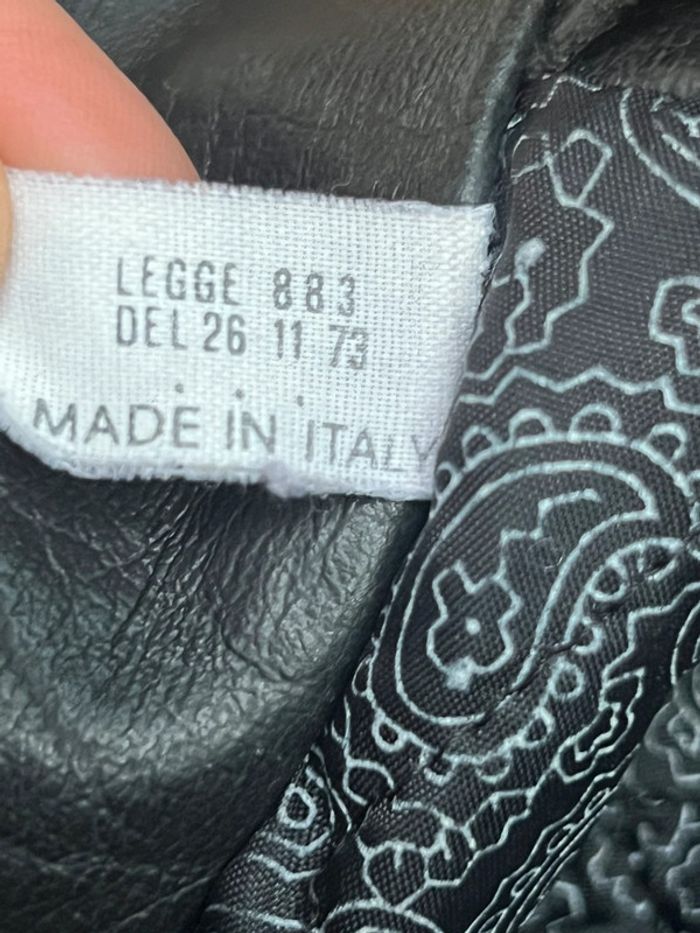 LEGGE 883
DEL 26 11 73
MADE IN ITALY